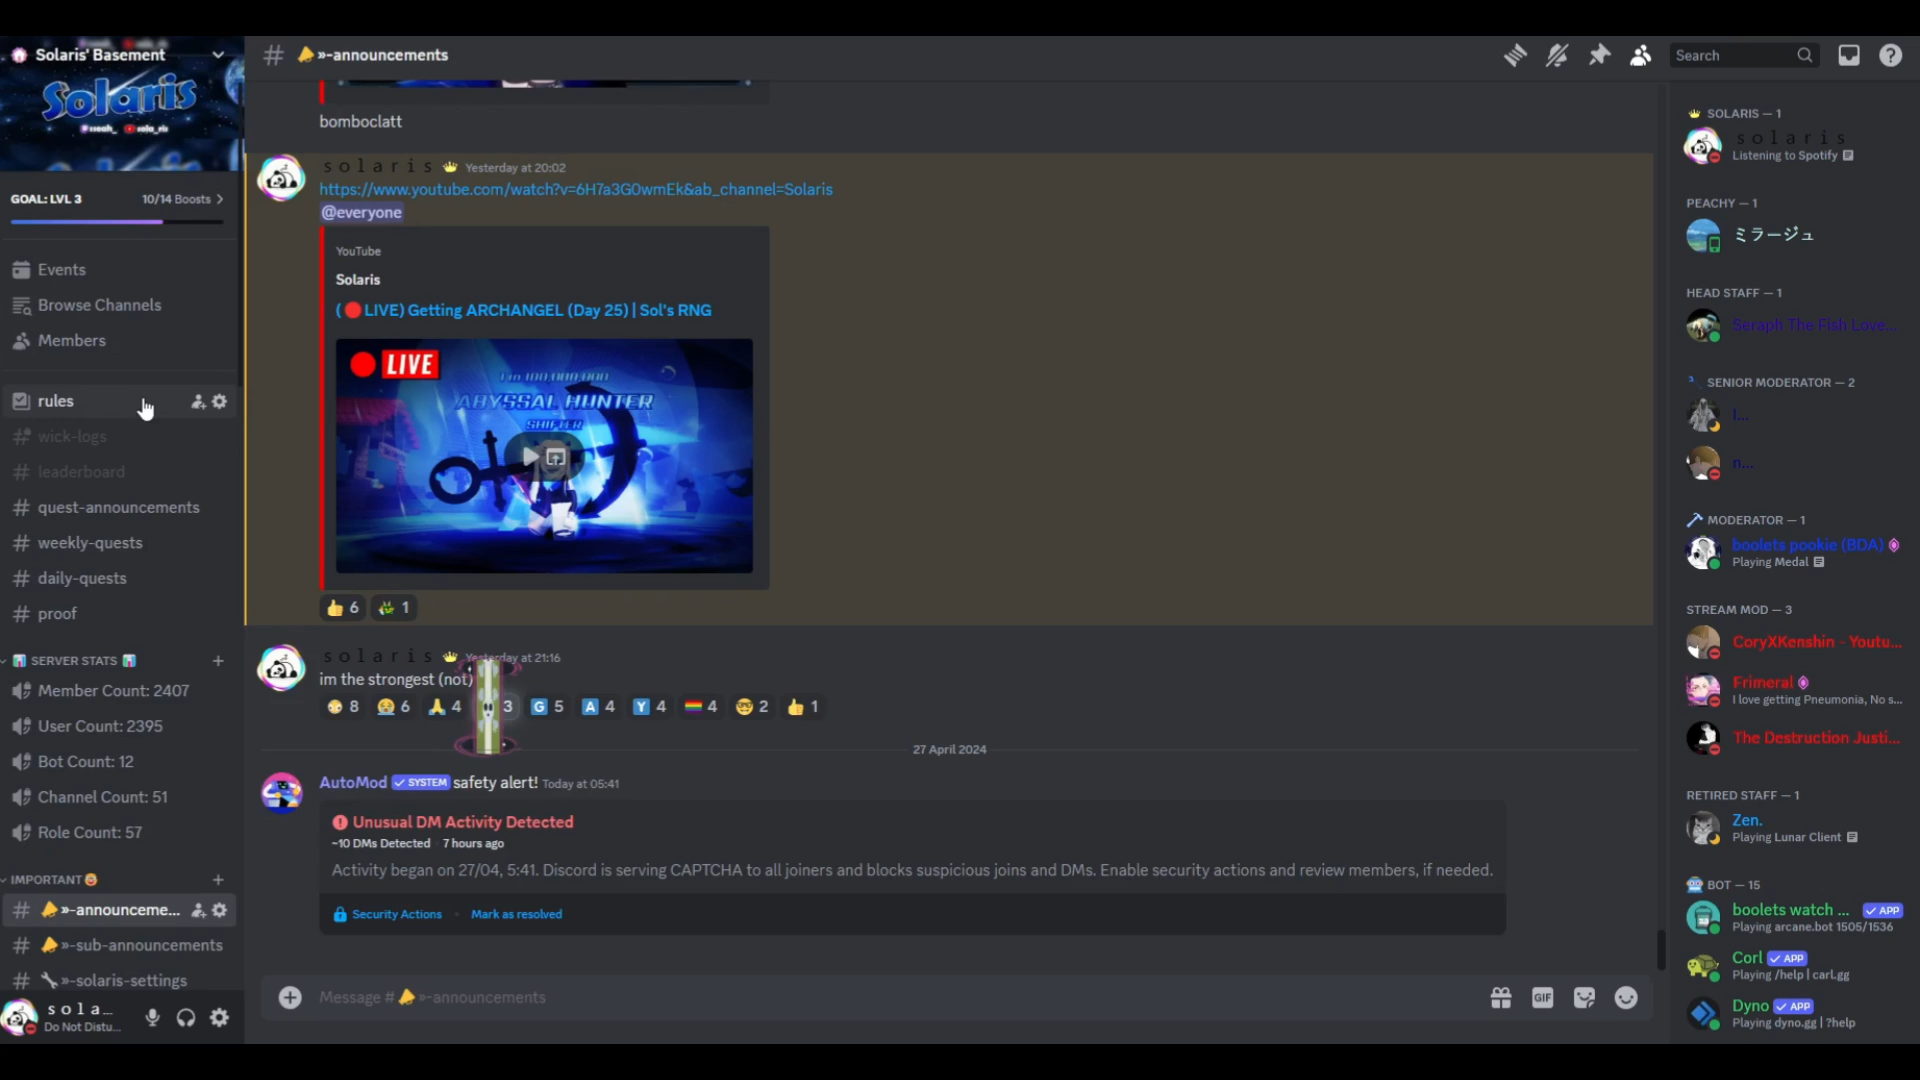 Solaris' Basement
Solaris
GOAL: LVL 3
10/14 Boosts
Events
Browse Channels
Members
rules
wick-logs
leaderboard
quest-announcements
weekly-quests
daily-quests
proof
SERVER STATS
Member Count: 2407
User Count: 2395
Bot Count: 12
Channel Count: 51
Role Count: 57
IMPORTANT
»-announceme...
»-sub-announcements
»-solaris-settings
s o l a...
Do Not Distu...
»-announcements
bomboclatt
s o l a r i s Yesterday at 20:02
https://www.youtube.com/watch?v=6H7a3G0wmEk&ab_channel=Solaris
@everyone
YouTube
Solaris
(🔴LIVE) Getting ARCHANGEL (Day 25) | Sol's RNG
LIVE
1 in 100,000,000
ABYSSAL HUNTER
SHIFTER
6 1
s o l a r i s Yesterday at 21:16
im the strongest (not)
8 6 4 3 G 5 A 4 Y 4 4 2 1
27 April 2024
AutoMod ✓ SYSTEM safety alert! Today at 05:41
Unusual DM Activity Detected
~10 DMs Detected · 7 hours ago
Activity began on 27/04, 5:41. Discord is serving CAPTCHA to all joiners and blocks suspicious joins and DMs. Enable security actions and review members, if needed.
Security Actions • Mark as resolved
Message # »-announcements
GIF
Search
SOLARIS — 1
s o l a r i s
Listening to Spotify
PEACHY — 1
ミラージュ
HEAD STAFF — 1
Seraph The Fish Love...
SENIOR MODERATOR — 2
I...
n...
MODERATOR — 1
boolets pookie (BDA)
Playing Medal
STREAM MOD — 3
CoryXKenshin - Youtu...
Frimeral
I love getting Pneumonia, No s...
The Destruction Justi...
RETIRED STAFF — 1
Zen.
Playing Lunar Client
BOT — 15
boolets watch ... ✓ APP
Playing arcane.bot 1505/1536
Corl ✓ APP
Playing /help | carl.gg
Dyno ✓ APP
Playing dyno.gg | ?help